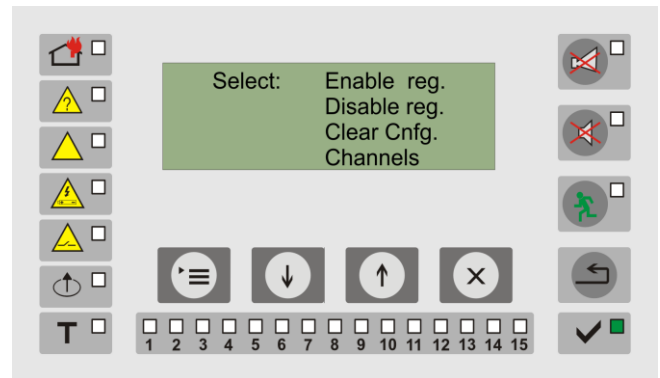 Select: Enable reg.
Disable reg.
Clear Cnfg.
Channels
?
T
1 2 3 4 5 6 7 8 9 10 11 12 13 14 15